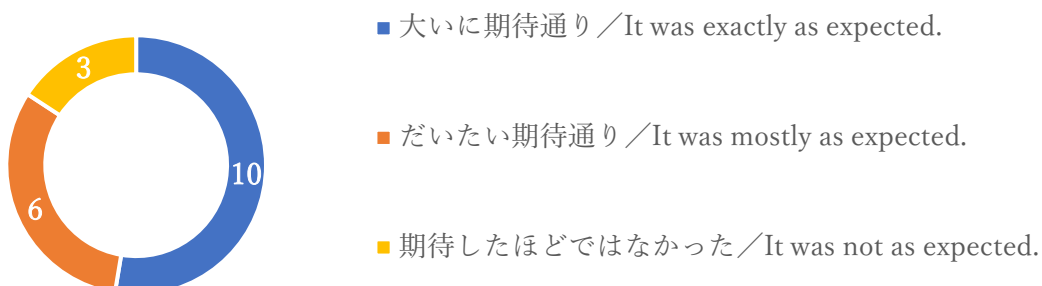 3
10
6
大いに期待通り／It was exactly as expected.
だいたい期待通り／It was mostly as expected.
期待したほどではなかった／It was not as expected.